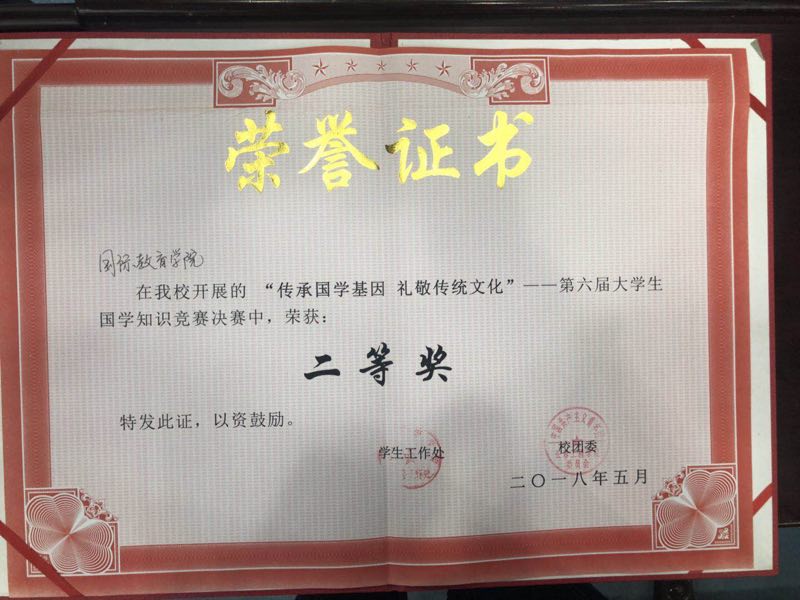 荣誉证书
国际教育学院
在我校开展的 “传承国学基因 礼敬传统文化”——第六届大学生
国学知识竞赛决赛中，荣获：
二等奖
特发此证，以资鼓励。
学生工作处
校团委
二〇一八年五月